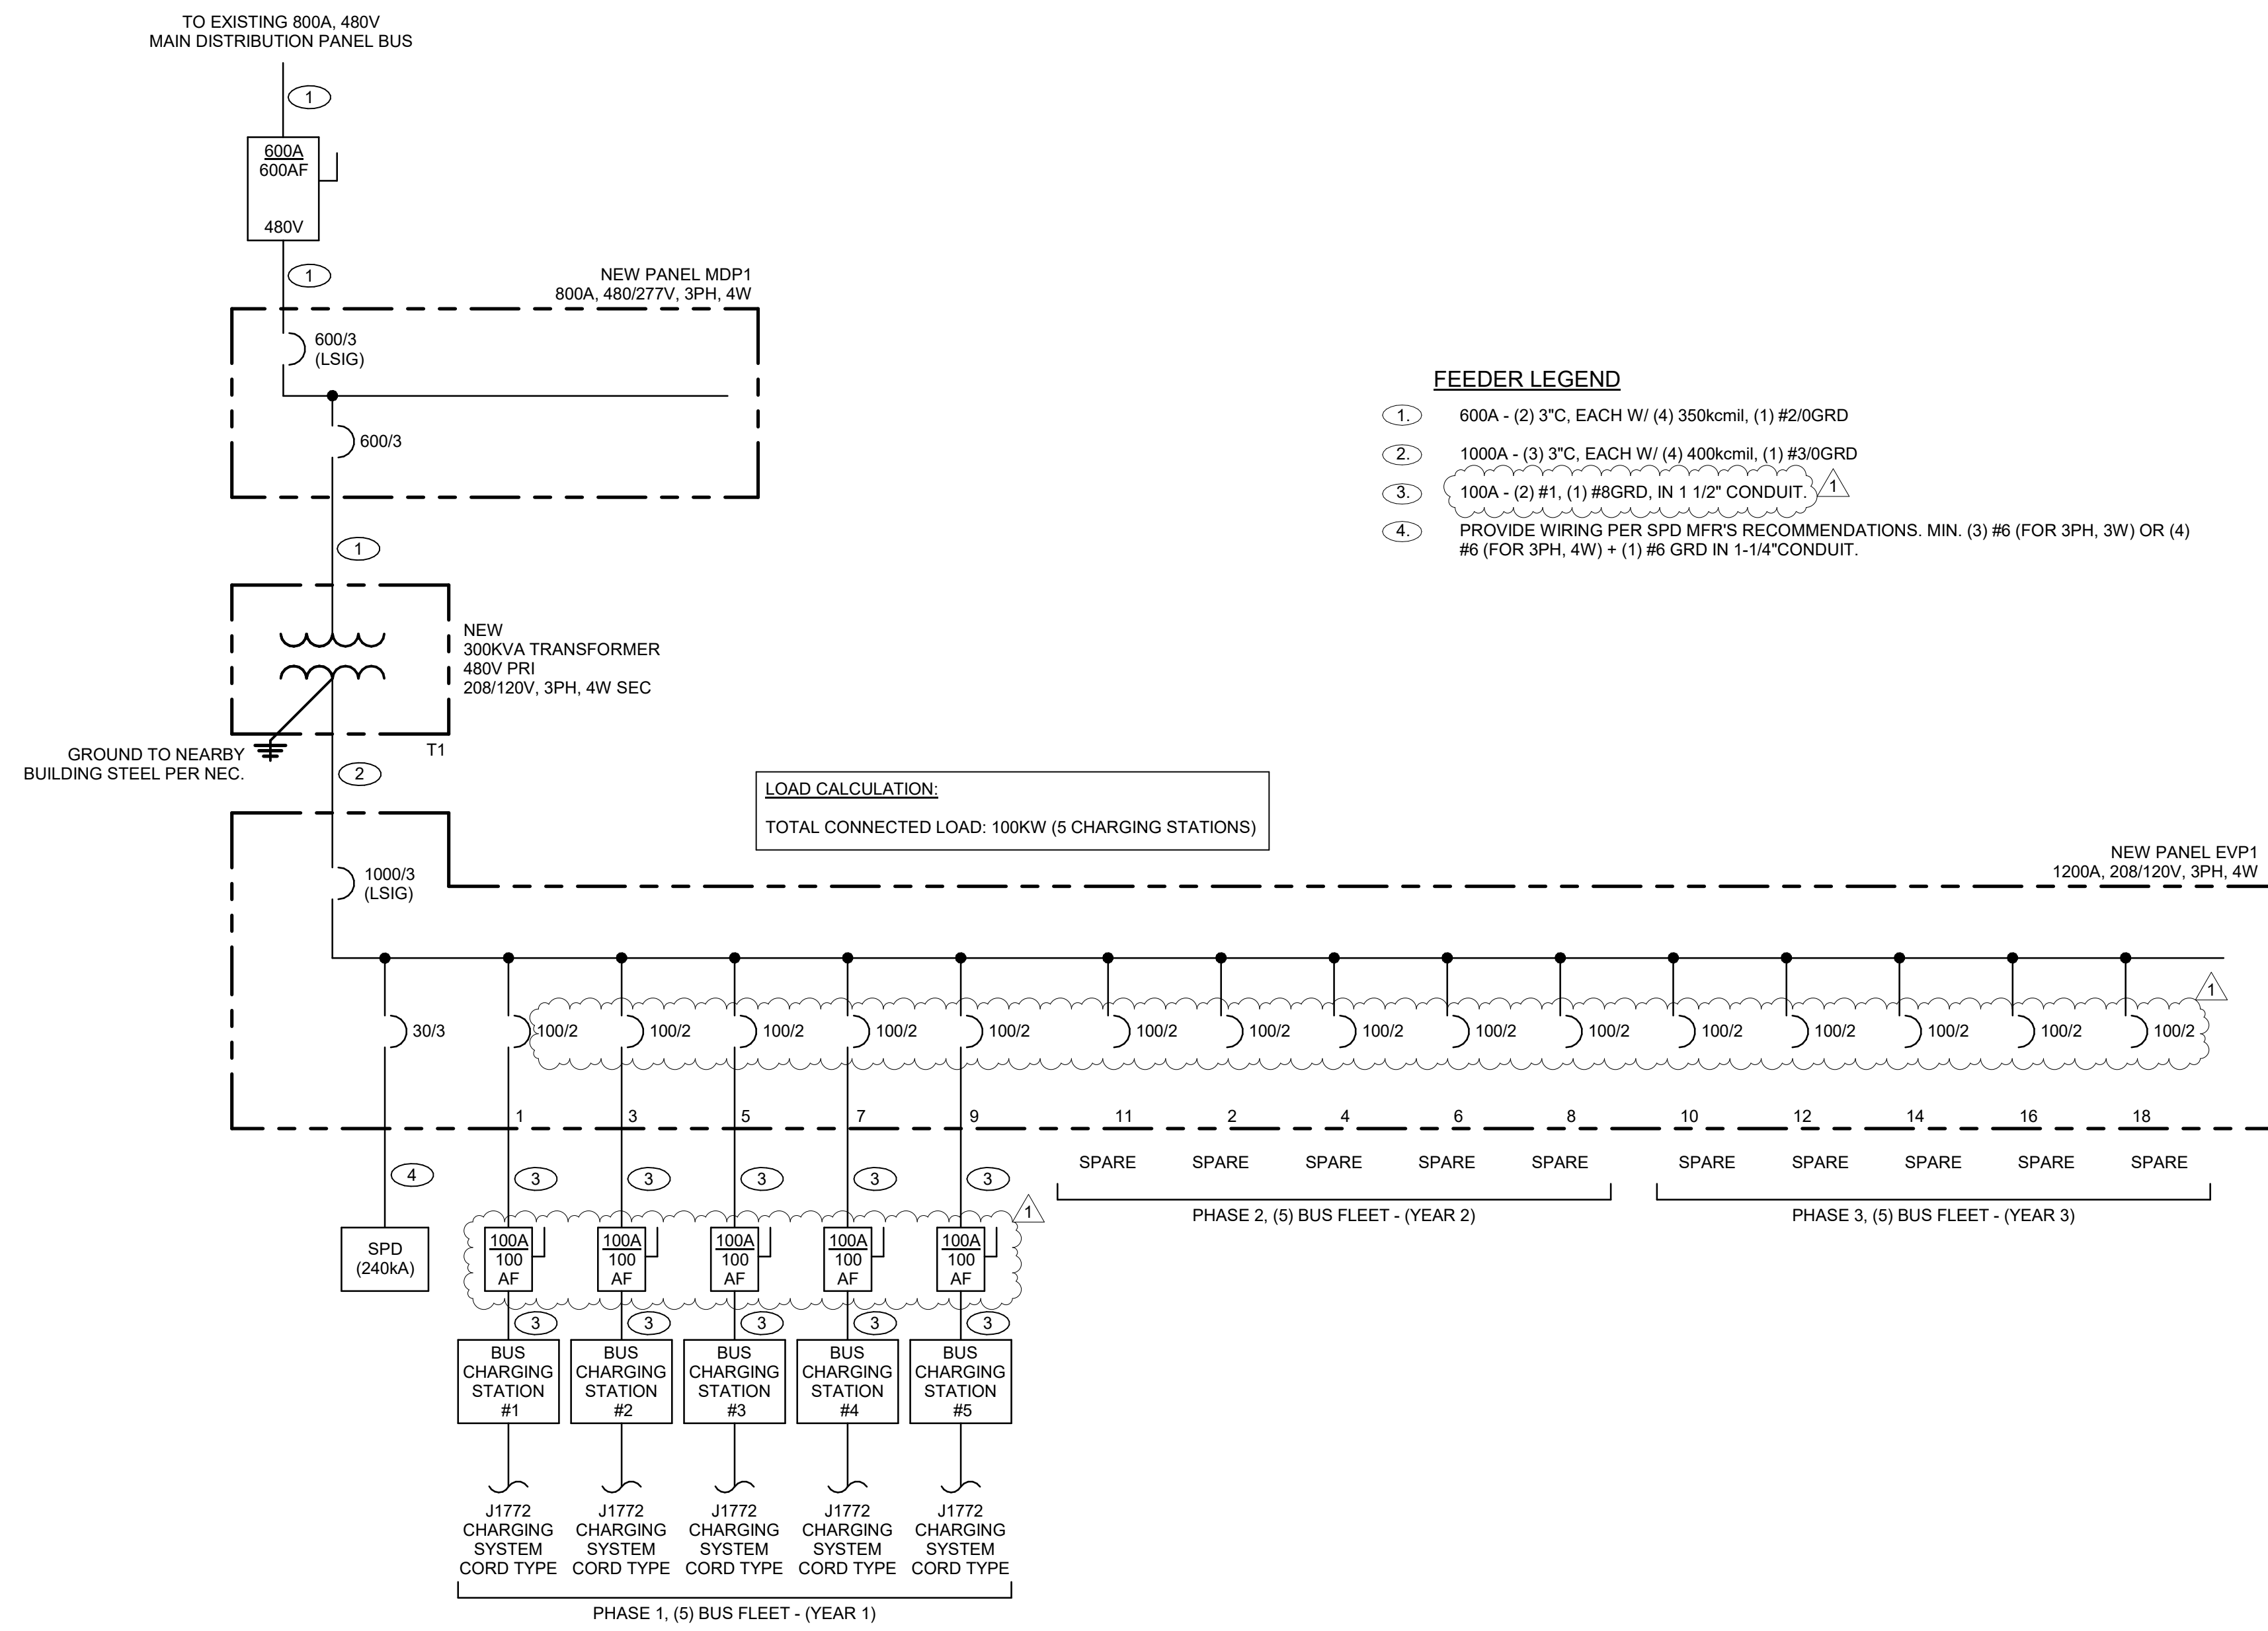 TO EXISTING 800A, 480V
MAIN DISTRIBUTION PANEL BUS
1
600A
600AF
480V
1
NEW PANEL MDP1
800A, 480/277V, 3PH, 4W
600/3
(LSIG)
600/3
1
FEEDER LEGEND
1. 600A - (2) 3"C, EACH W/ (4) 350kcmil, (1) #2/0GRD
2. 1000A - (3) 3"C, EACH W/ (4) 400kcmil, (1) #3/0GRD
3. 100A - (2) #1, (1) #8GRD, IN 1 1/2" CONDUIT. 1
4. PROVIDE WIRING PER SPD MFR'S RECOMMENDATIONS. MIN. (3) #6 (FOR 3PH, 3W) OR (4)
#6 (FOR 3PH, 4W) + (1) #6 GRD IN 1-1/4"CONDUIT.
NEW
300KVA TRANSFORMER
480V PRI
208/120V, 3PH, 4W SEC
T1
GROUND TO NEARBY
BUILDING STEEL PER NEC.
2
LOAD CALCULATION:
TOTAL CONNECTED LOAD: 100KW (5 CHARGING STATIONS)
NEW PANEL EVP1
1200A, 208/120V, 3PH, 4W
1000/3
(LSIG)
1
30/3 100/2 100/2 100/2 100/2 100/2 100/2 100/2 100/2 100/2 100/2 100/2 100/2 100/2 100/2 100/2
1 3 5 7 9 11 2 4 6 8 10 12 14 16 18
SPARE SPARE SPARE SPARE SPARE SPARE SPARE SPARE SPARE SPARE
4 3 3 3 3 3
PHASE 2, (5) BUS FLEET - (YEAR 2)
PHASE 3, (5) BUS FLEET - (YEAR 3)
1
SPD
(240kA)
100A 100A 100A 100A 100A
100 100 100 100 100
AF AF AF AF AF
3 3 3 3 3
BUS BUS BUS BUS BUS
CHARGING CHARGING CHARGING CHARGING CHARGING
STATION STATION STATION STATION STATION
#1 #2 #3 #4 #5
J1772 J1772 J1772 J1772 J1772
CHARGING CHARGING CHARGING CHARGING CHARGING
SYSTEM SYSTEM SYSTEM SYSTEM SYSTEM
CORD TYPE CORD TYPE CORD TYPE CORD TYPE CORD TYPE
PHASE 1, (5) BUS FLEET - (YEAR 1)